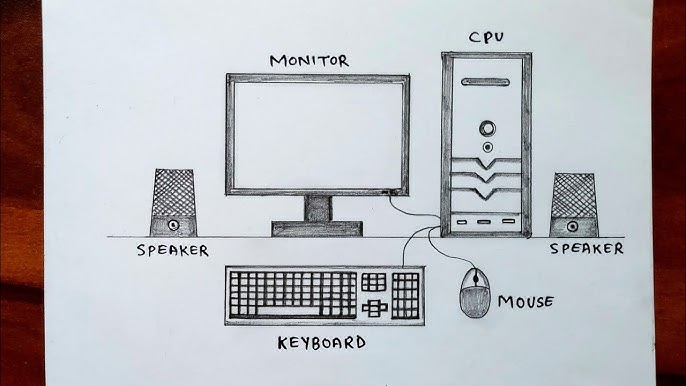 CPU
MONITOR
SPEAKER
SPEAKER
MOUSE
KEYBOARD